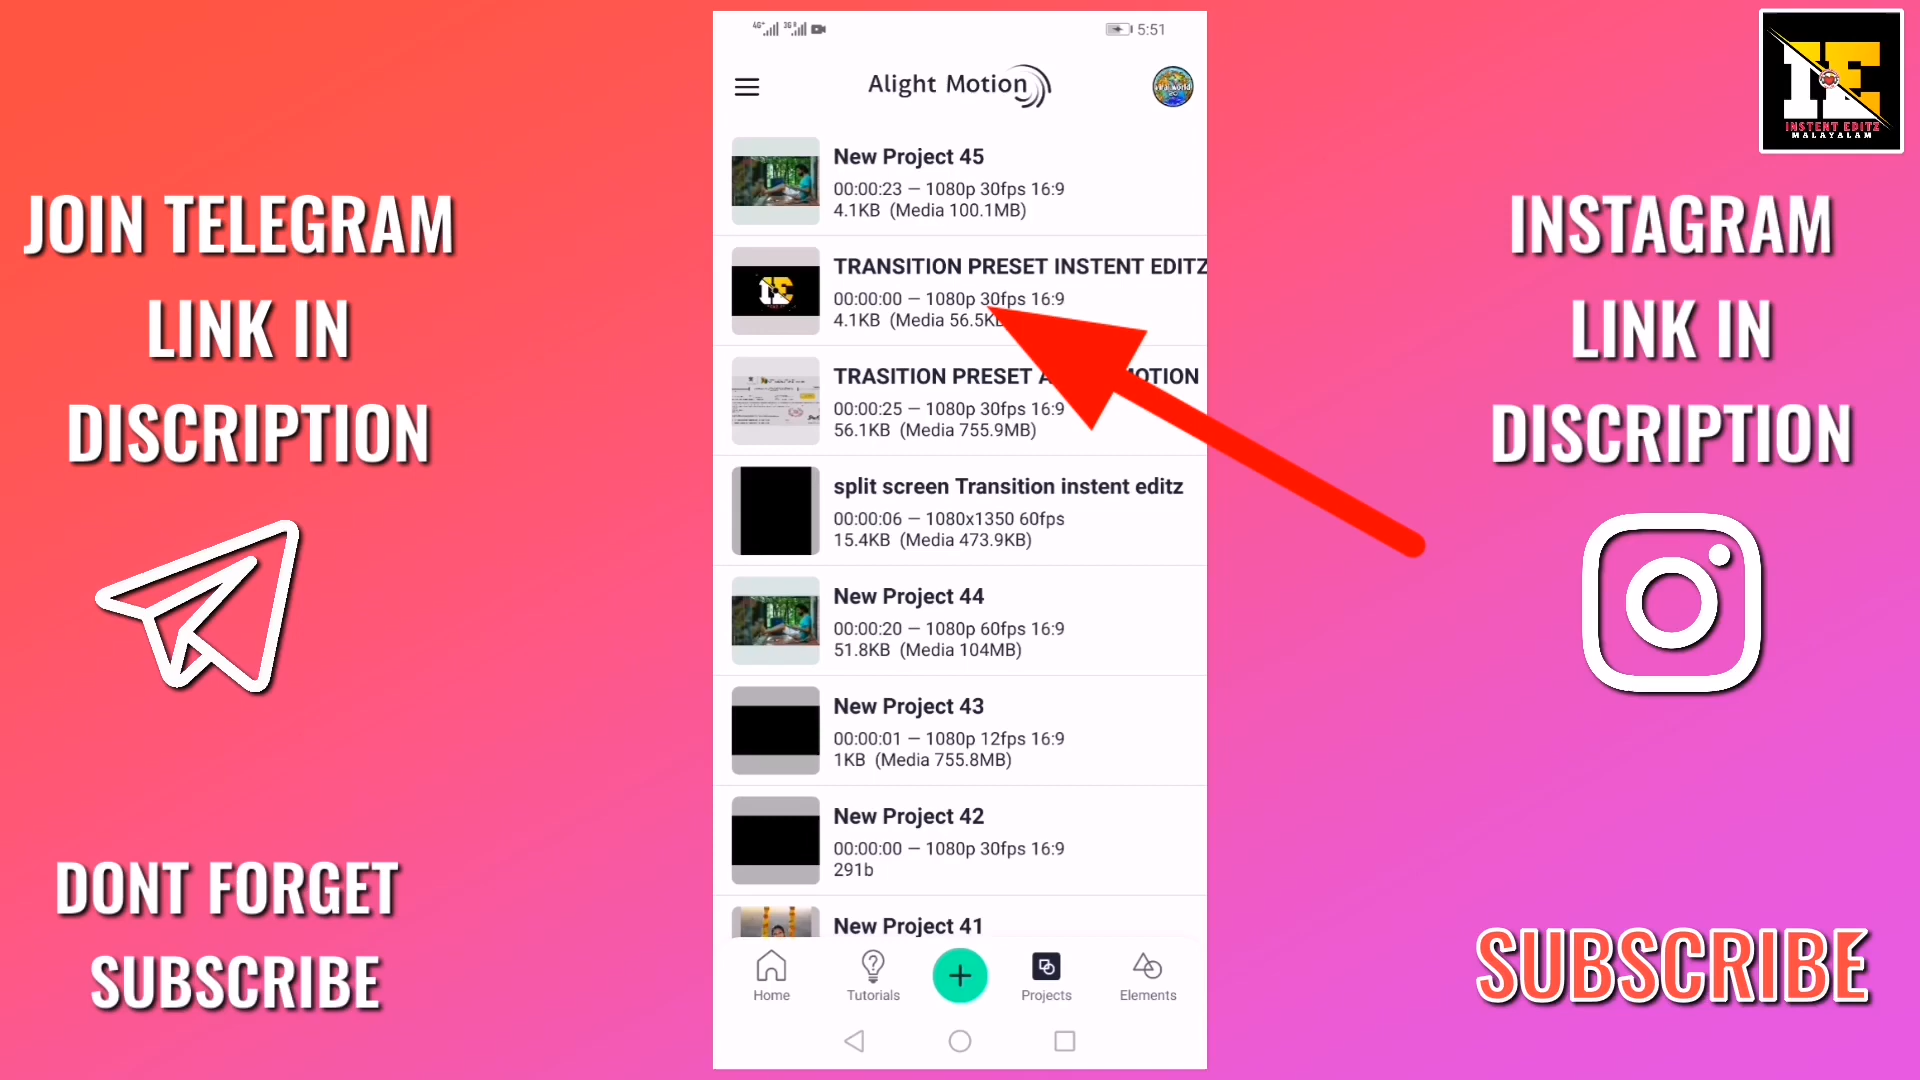 4G+ 3G R 5:51
Alight Motion
IE
INSTENT EDITZ
MALAYALAM
JOIN TELEGRAM
LINK IN
DISCRIPTION
DONT FORGET
SUBSCRIBE
New Project 45
00:00:23 — 1080p 30fps 16:9
4.1KB (Media 100.1MB)
TRANSITION PRESET INSTENT EDITZ
00:00:00 — 1080p 30fps 16:9
4.1KB (Media 56.5KB
TRASITION PRESET A MOTION
00:00:25 — 1080p 30fps 16:9
56.1KB (Media 755.9MB)
split screen Transition instent editz
00:00:06 — 1080x1350 60fps
15.4KB (Media 473.9KB)
New Project 44
00:00:20 — 1080p 60fps 16:9
51.8KB (Media 104MB)
New Project 43
00:00:01 — 1080p 12fps 16:9
1KB (Media 755.8MB)
New Project 42
00:00:00 — 1080p 30fps 16:9
291b
New Project 41
Home
Tutorials
Projects
Elements
INSTAGRAM
LINK IN
DISCRIPTION
SUBSCRIBE